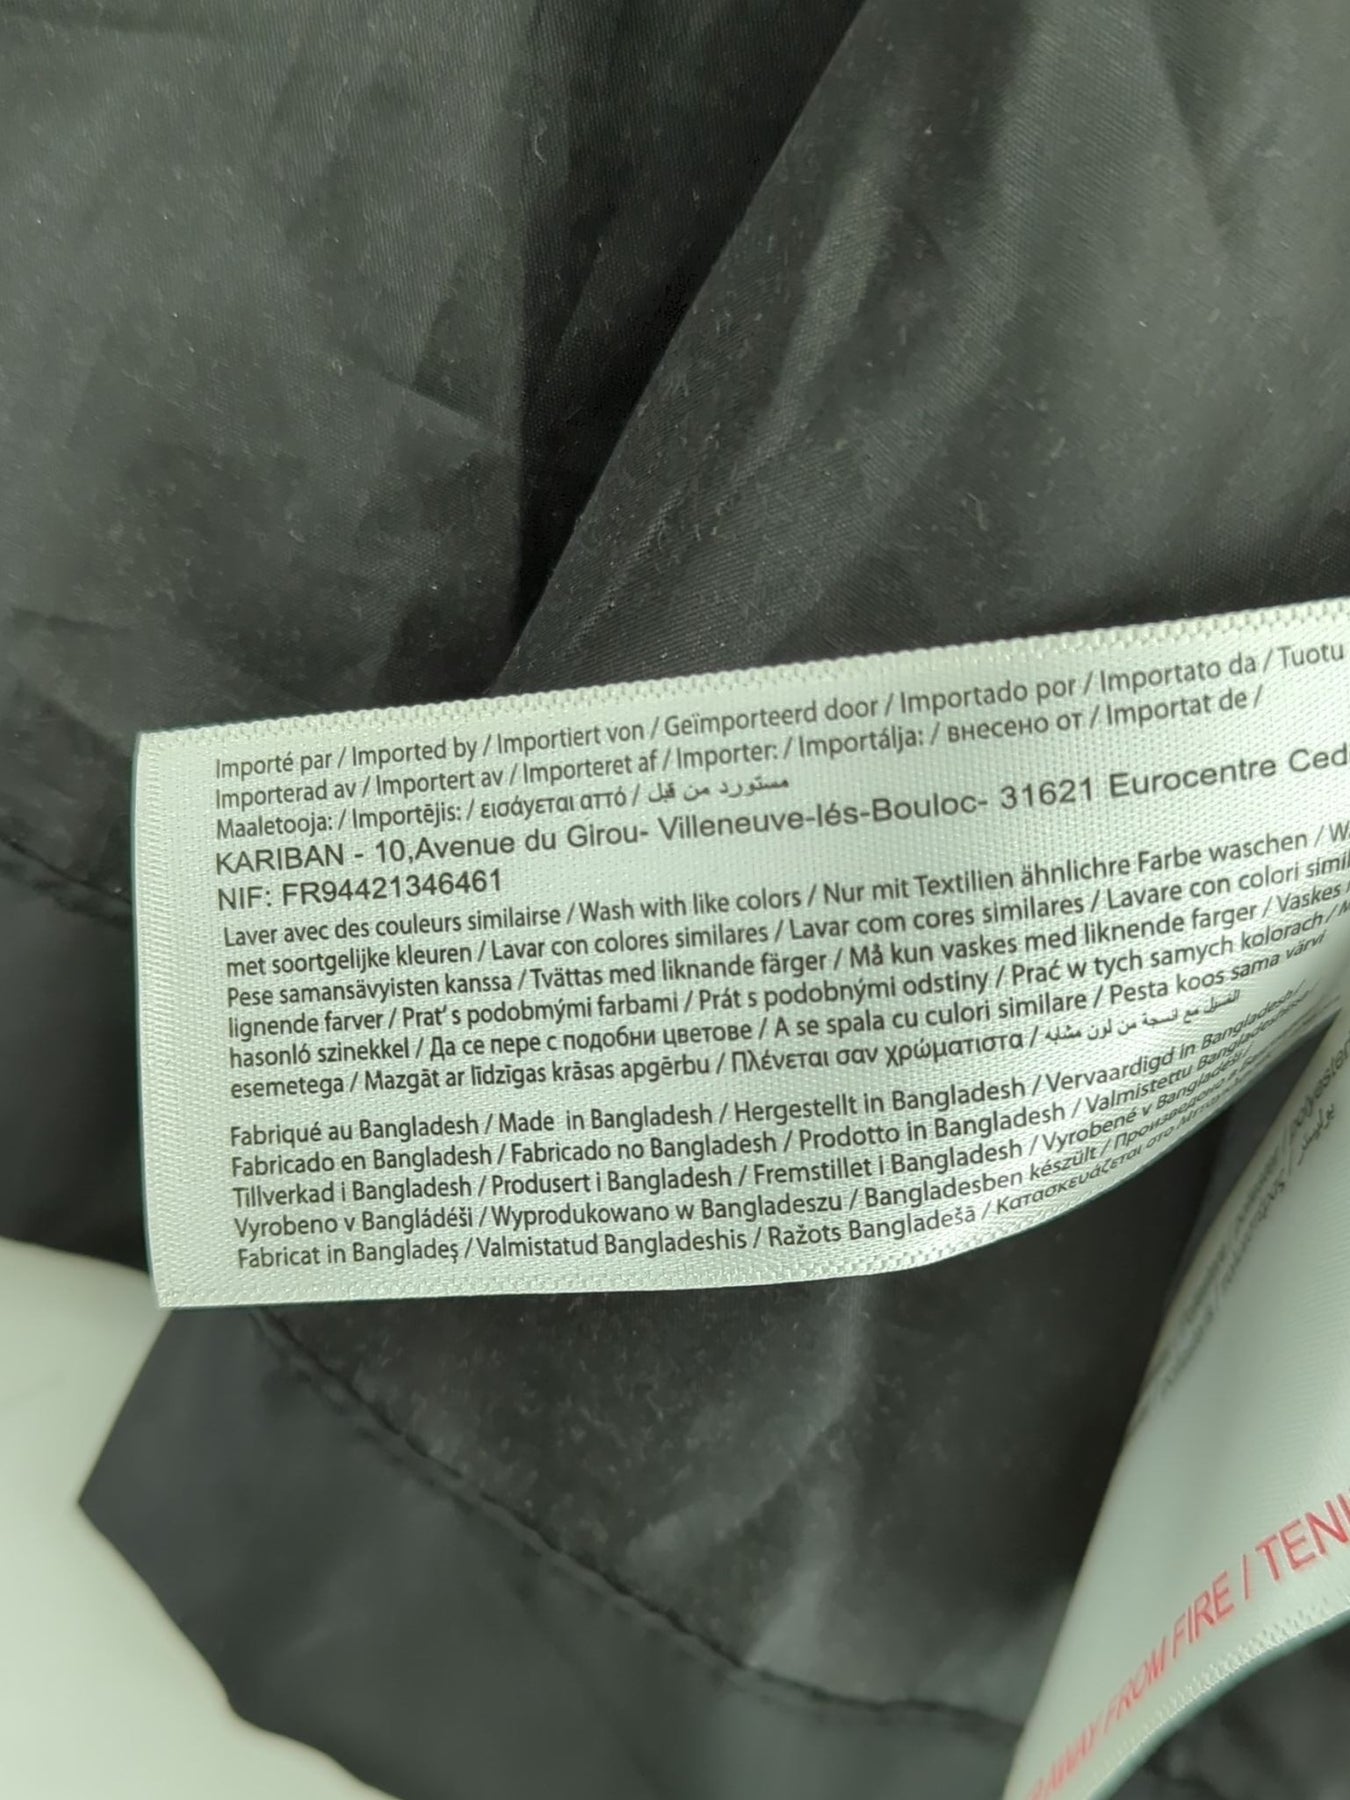 Importé par / Imported by / Importiert von / Geïmporteerd door / Importado por / Importato da / Tuotu
Importerad av / Importert av / Importeret af / Importer: / Importálja: / внесено от / Importat de /
Maaletooja: / Importējis: / εισάγεται αττό / مستورد من قبل
KARIBAN - 10,Avenue du Girou- Villeneuve-lés-Bouloc- 31621 Eurocentre Ced
NIF: FR94421346461
Laver avec des couleurs similairse / Wash with like colors / Nur mit Textilien ähnlichre Farbe waschen /
met soortgelijke kleuren / Lavar con colores similares / Lavar com cores similares / Lavare con colori simil
Pese samansävyisten kanssa / Tvättas med liknande färger / Må kun vaskes med liknende farger / Vaskes
lignende farver / Prat' s podobmými farbami / Prát s podobnými odstiny / Prać w tych samych kolorach /
hasonló szinekkel / Да се пере с подобни цветове / A se spala cu culori similare / Pesta koos sama värvi
esemetega / Mazgāt ar līdzīgas krāsas apgērbu / Πλένεται σαν χρώματιστα /
Fabriqué au Bangladesh / Made in Bangladesh / Hergestellt in Bangladesh / Vervaardigd in Bangladesh /
Fabricado en Bangladesh / Fabricado no Bangladesh / Prodotto in Bangladesh / Valmistettu Bangladeshissa
Tillverkad i Bangladesh / Produsert i Bangladesh / Fremstillet i Bangladesh / Vyrobené v Bangladéši /
Vyrobeno v Bangládéši / Wyprodukowano w Bangladeszu / Bangladesben készült / Произведено в
Fabricat in Bangladeş / Valmistatud Bangladeshis / Ražots Bangladešā / Κατασκευάζεται στο
AWAY FROM FIRE / TENI